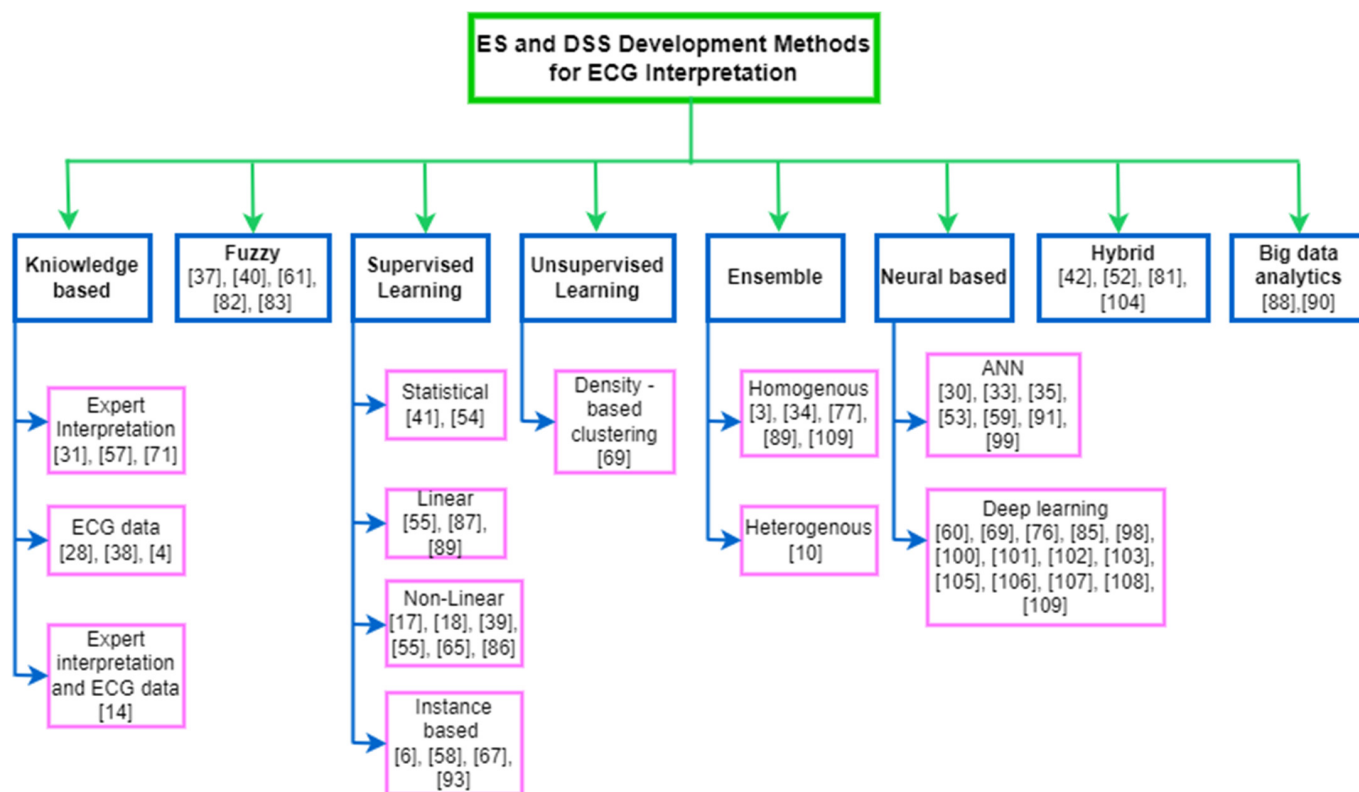 ES and DSS Development Methods
for ECG Interpretation
Kniowledge
based
Fuzzy
[37], [40], [61],
[82], [83]
Supervised
Learning
Unsupervised
Learning
Ensemble
Neural based
Hybrid
[42], [52], [81],
[104]
Big data
analytics
[88],[90]
Expert
Interpretation
[31], [57], [71]
ECG data
[28], [38], [4]
Expert
interpretation
and ECG data
[14]
Statistical
[41], [54]
Linear
[55], [87],
[89]
Non-Linear
[17], [18], [39],
[55], [65], [86]
Instance
based
[6], [58], [67],
[93]
Density -
based
clustering
[69]
Homogenous
[3], [34], [77],
[89], [109]
Heterogenous
[10]
ANN
[30], [33], [35],
[53], [59], [91],
[99]
Deep learning
[60], [69], [76], [85], [98],
[100], [101], [102], [103],
[105], [106], [107], [108],
[109]